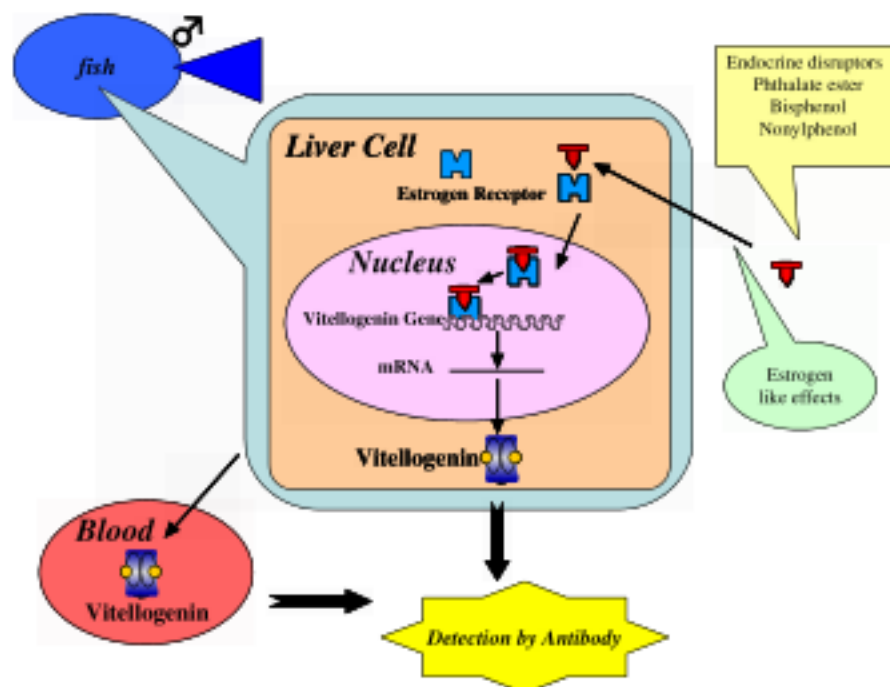 ♂
fish
Endocrine disruptors
Phthalate ester
Bisphenol
Nonylphenol
Liver Cell
Estrogen Receptor
Nucleus
Vitellogenin Gene
mRNA
Estrogen
like effects
Vitellogenin
Blood
Vitellogenin
Detection by Antibody